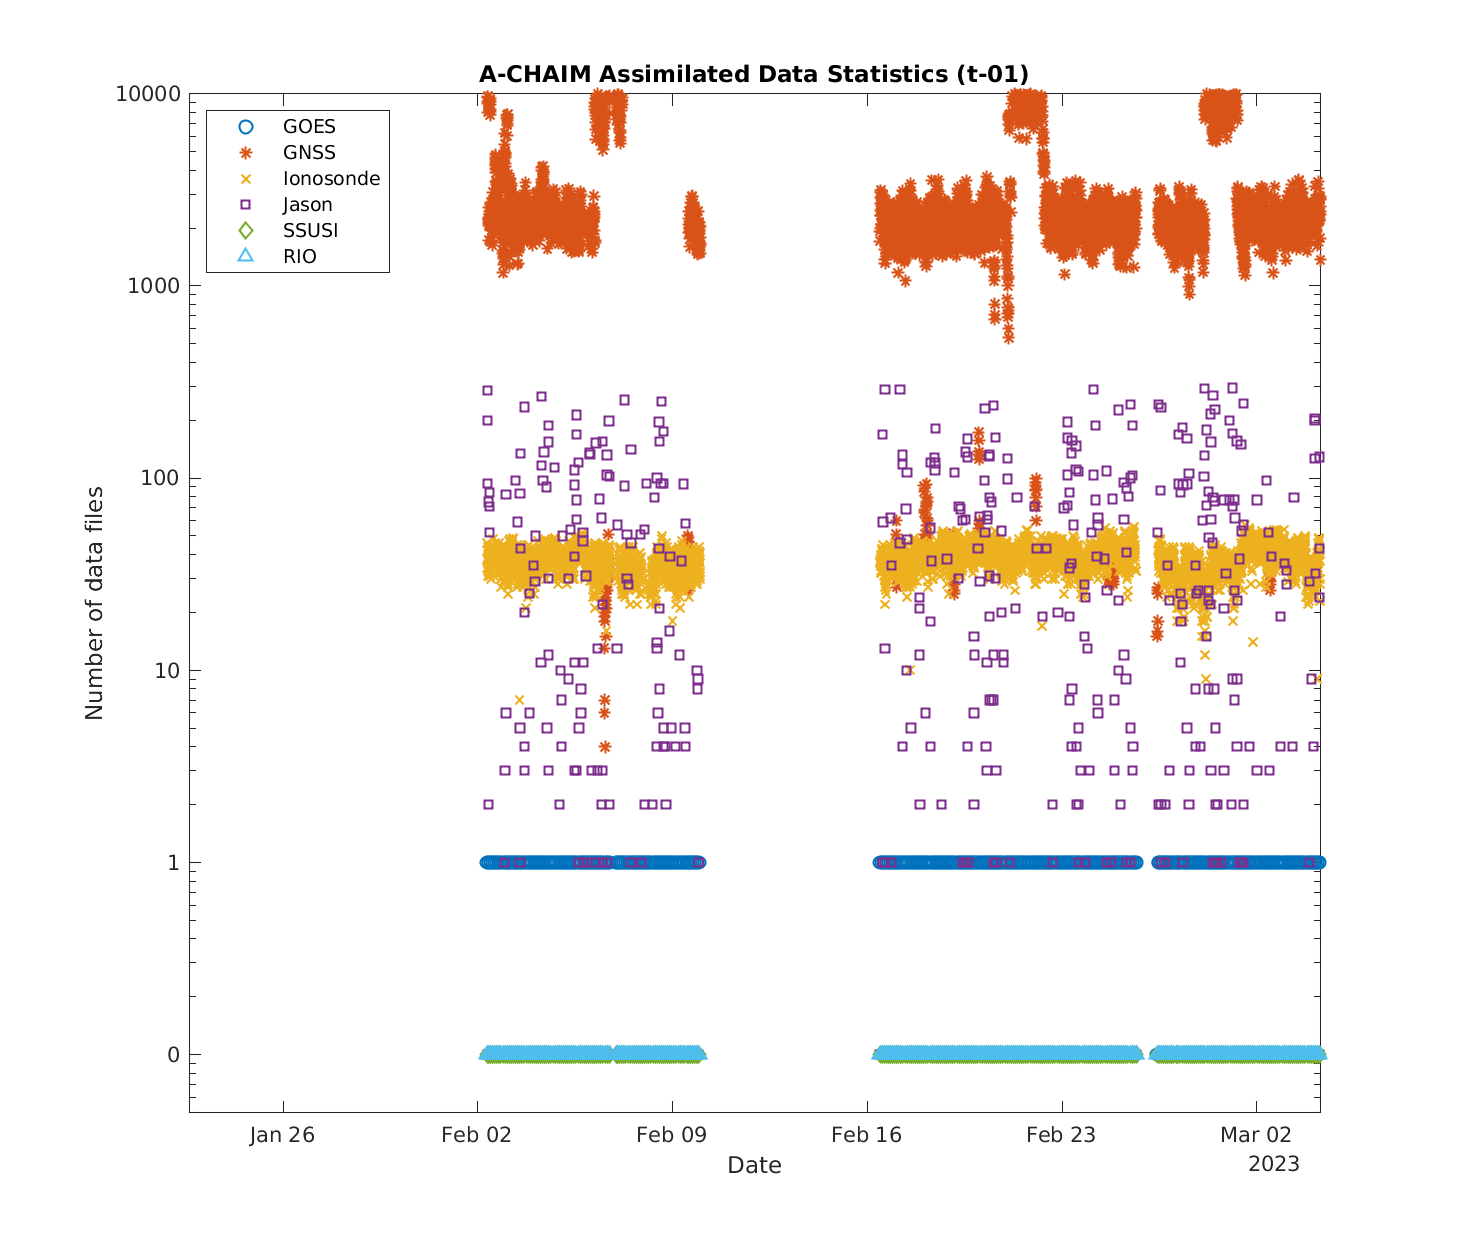 A-CHAIM Assimilated Data Statistics (t-01)
10000
1000
100
10
1
0
Number of data files
GOES
GNSS
Ionosonde
Jason
SSUSI
RIO
Jan 26 Feb 02 Feb 09 Feb 16 Feb 23 Mar 02
Date
2023